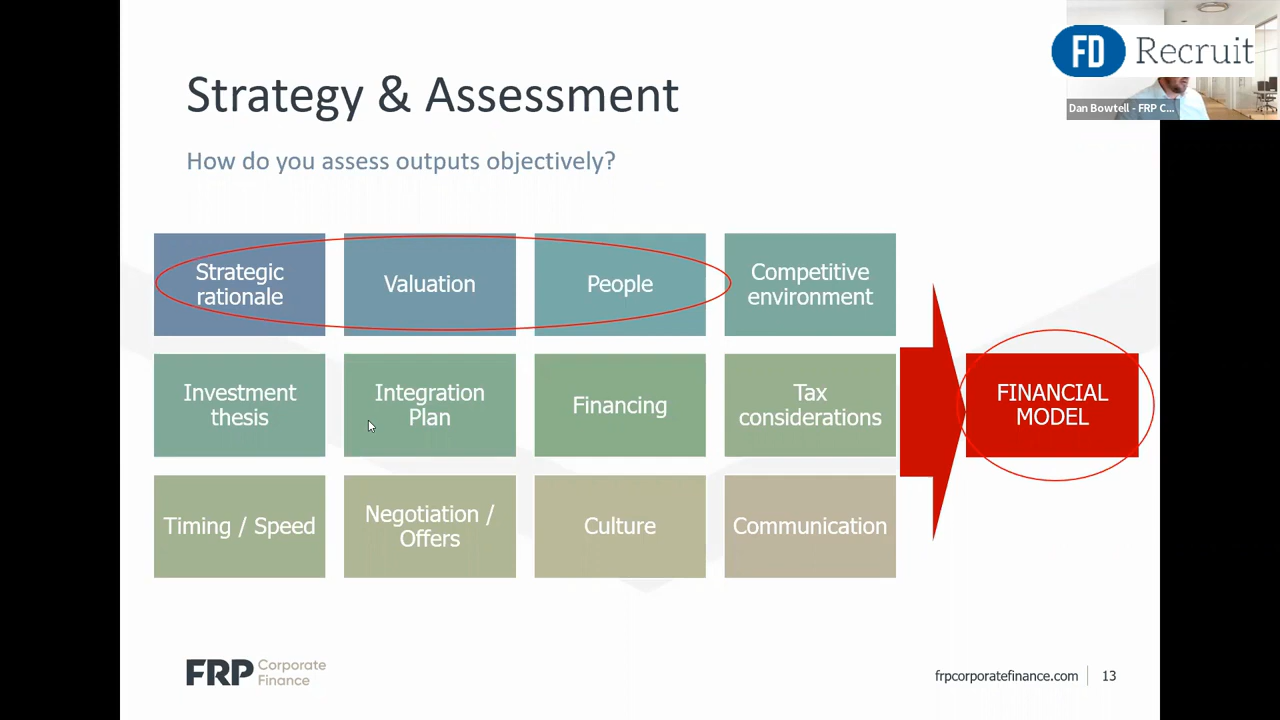 FD Recruit
Dan Bowtell - FRP C...
Strategy & Assessment
How do you assess outputs objectively?
Strategic
rationale
Valuation
People
Competitive
environment
Investment
thesis
Integration
Plan
Financing
Tax
considerations
FINANCIAL
MODEL
Timing / Speed
Negotiation /
Offers
Culture
Communication
FRP Corporate
Finance
frpcorporatefinance.com
13